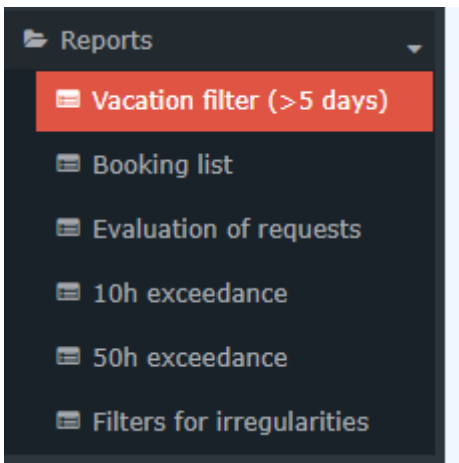 Reports
Vacation filter (>5 days)
Booking list
Evaluation of requests
10h exceedance
50h exceedance
Filters for irregularities